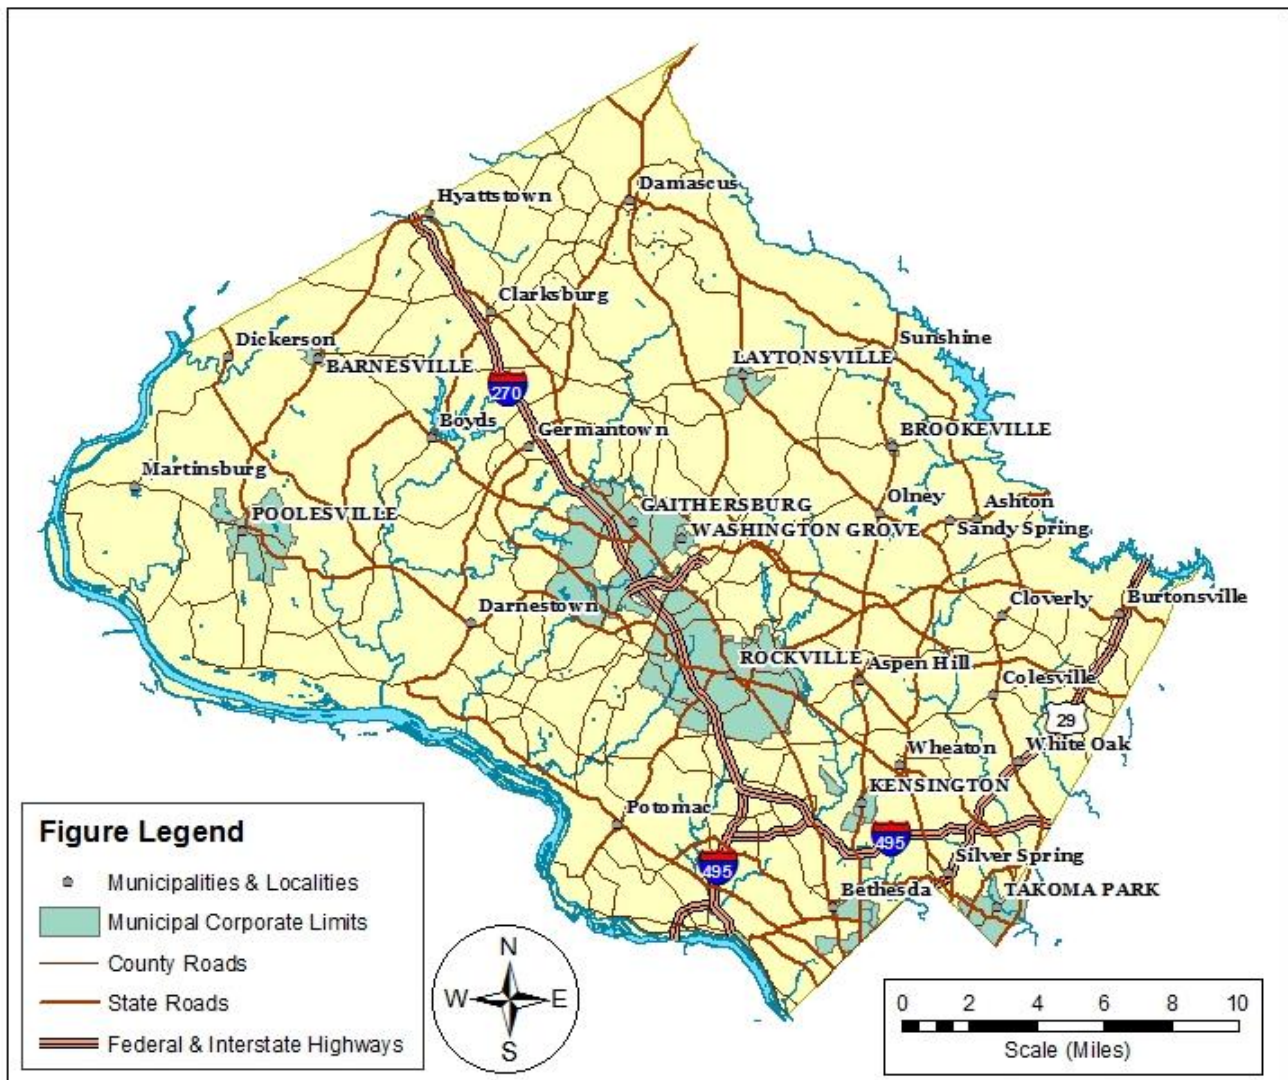 Damascus
Hyattstown
Clarksburg
Sunshine
Dickerson
LAYTONSVILLE
BARNESVILLE
270
Boyds
Germantown
BROOKEVILLE
Martinsburg
Olney
Ashton
GAITHERSBURG
POOLESVILLE
WASHINGTON GROVE
Sandy Spring
Darnestown
Cloverly
Burtonsville
ROCKVILLE
Aspen Hill
Colesville
29
Wheaton
White Oak
KENSINGTON
Potomac
495
495
Silver Spring
Bethesda
TAKOMA PARK
Figure Legend
Municipalities & Localities
Municipal Corporate Limits
County Roads
State Roads
Federal & Interstate Highways
N
W
E
S
0 2 4 6 8 10
Scale (Miles)